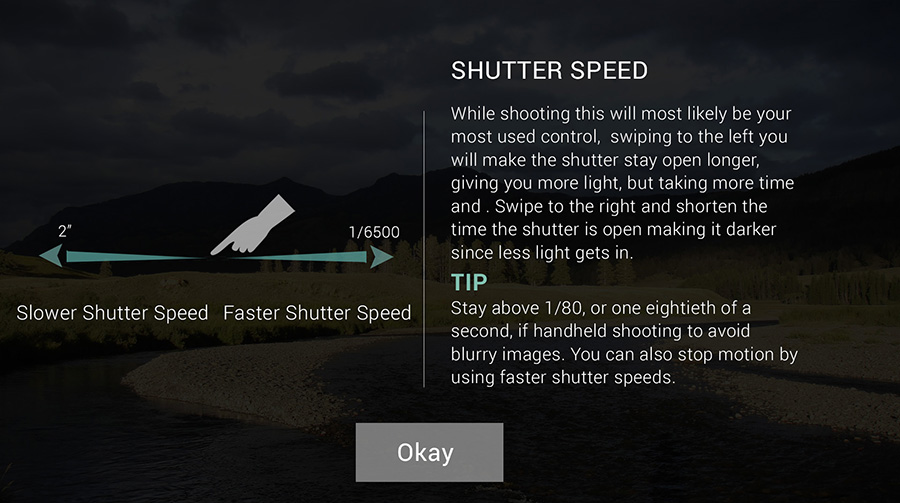 SHUTTER SPEED
While shooting this will most likely be your
most used control,  swiping to the left you
will make the shutter stay open longer,
giving you more light, but taking more time
and . Swipe to the right and shorten the
time the shutter is open making it darker
since less light gets in.
TIP
Stay above 1/80, or one eightieth of a
second, if handheld shooting to avoid
blurry images. You can also stop motion by
using faster shutter speeds.
2”
1/6500
Slower Shutter Speed
Faster Shutter Speed
Okay